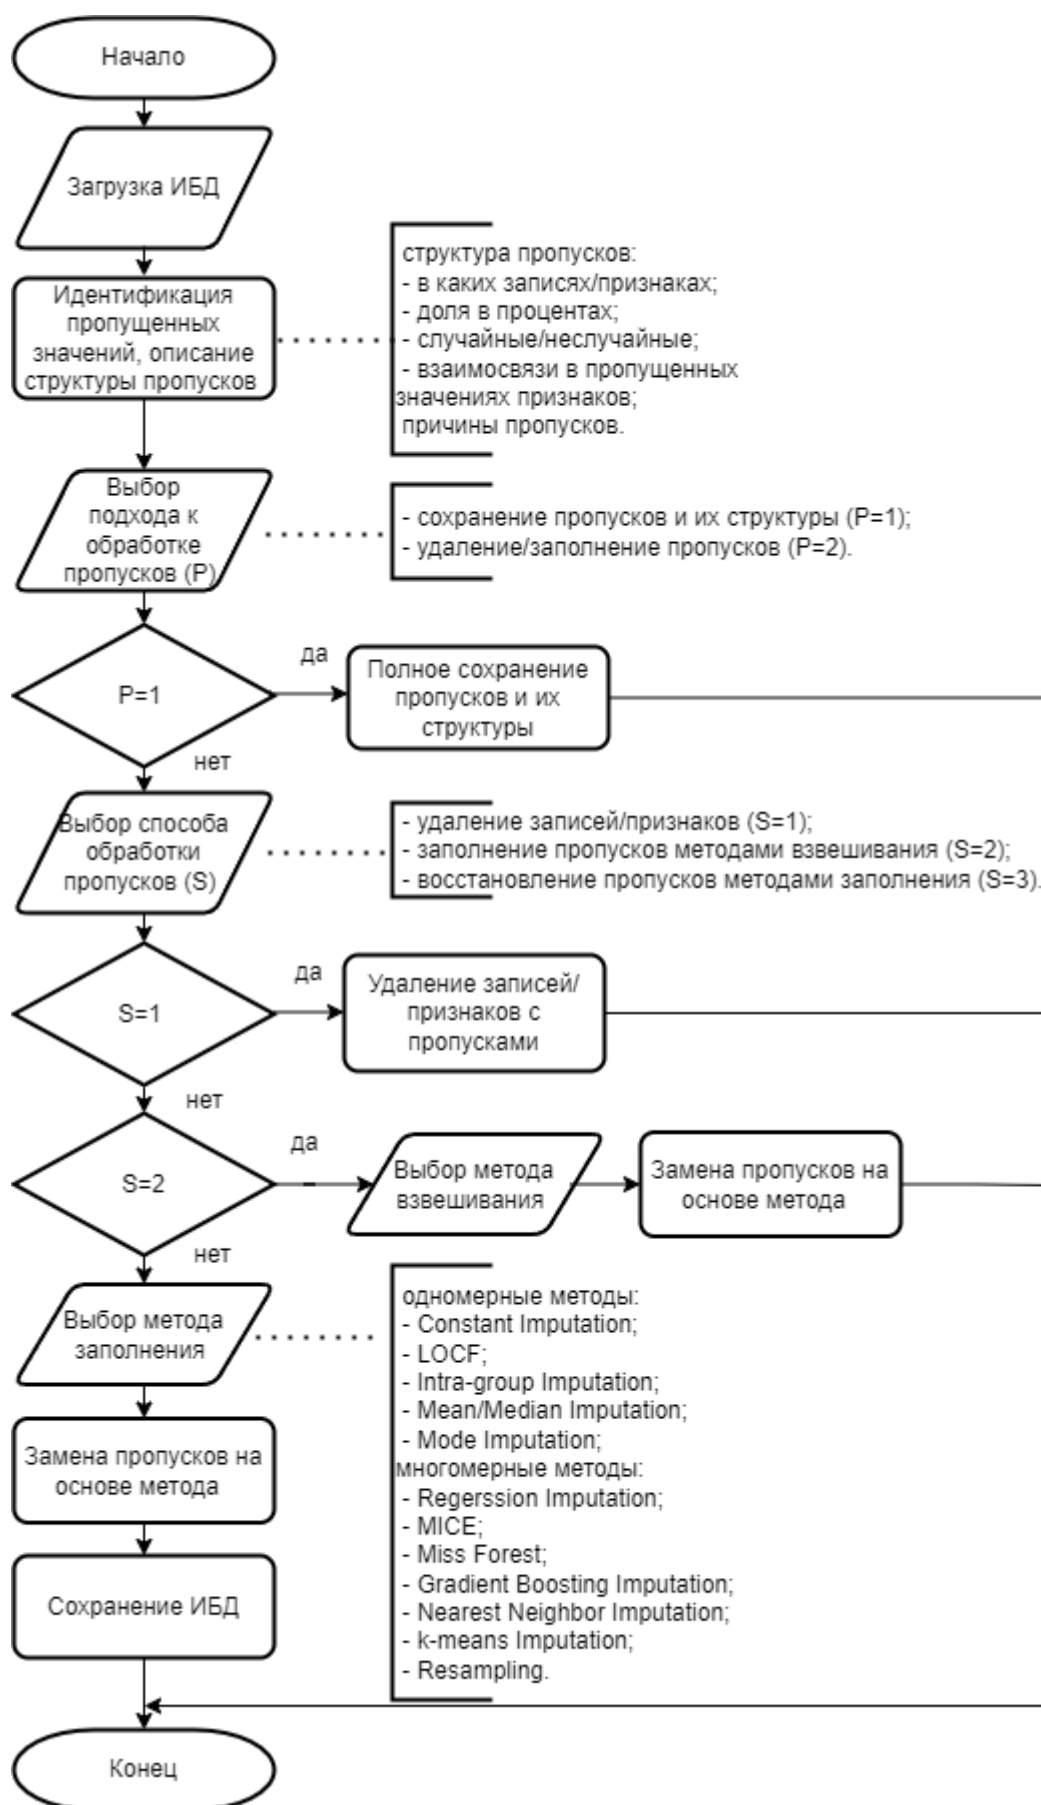 Начало
Загрузка ИБД
Идентификация
пропущенных
значений, описание
структуры пропусков
структура пропусков:
- в каких записях/признаках;
- доля в процентах;
- случайные/неслучайные;
- взаимосвязи в пропущенных
значениях признаков;
причины пропусков.
Выбор
подхода к
обработке
пропусков (P)
- сохранение пропусков и их структуры (P=1);
- удаление/заполнение пропусков (P=2).
P=1
да
Полное сохранение
пропусков и их
структуры
нет
Выбор способа
обработки
пропусков (S)
- удаление записей/признаков (S=1);
- заполнение пропусков методами взвешивания (S=2);
- восстановление пропусков методами заполнения (S=3).
S=1
да
Удаление записей/
признаков с
пропусками
нет
S=2
да
Выбор метода
взвешивания
Замена пропусков на
основе метода
нет
Выбор метода
заполнения
одномерные методы:
- Constant Imputation;
- LOCF;
- Intra-group Imputation;
- Mean/Median Imputation;
- Mode Imputation;
многомерные методы:
- Regerssion Imputation;
- MICE;
- Miss Forest;
- Gradient Boosting Imputation;
- Nearest Neighbor Imputation;
- k-means Imputation;
- Resampling.
Замена пропусков на
основе метода
Сохранение ИБД
Конец